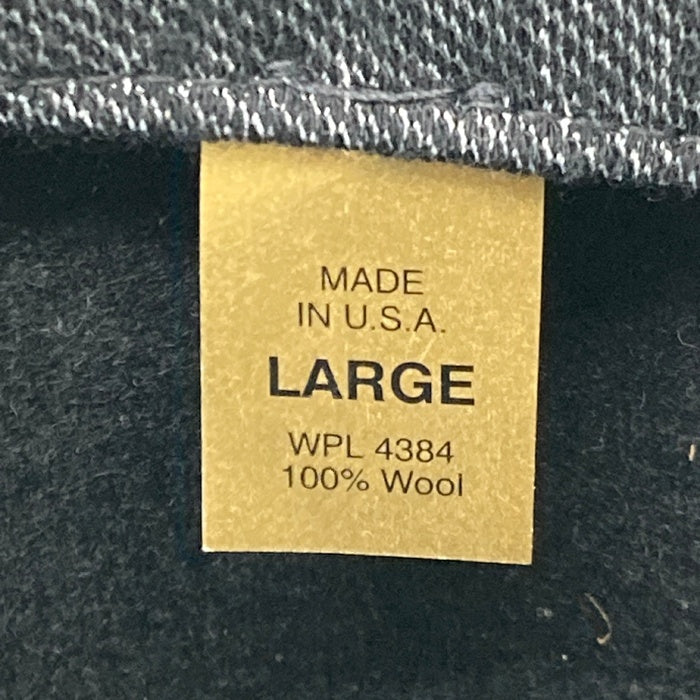 MADE
IN U.S.A.
LARGE
WPL 4384
100% Wool